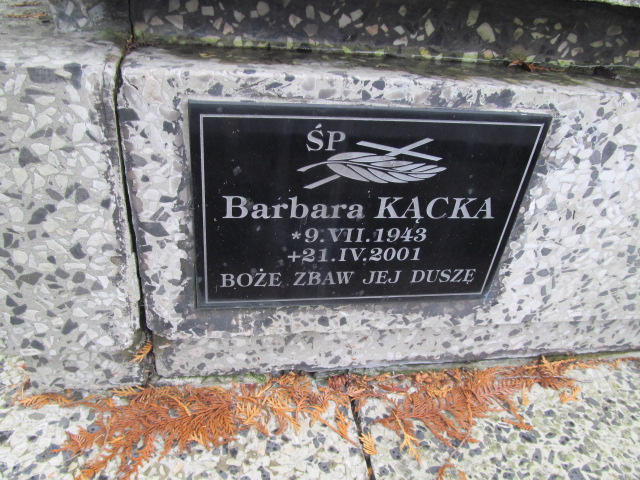 ŚP
Barbara KĄCKA
*9.VII.1943
+21.IV.2001
BOŻE ZBAW JEJ DUSZĘ